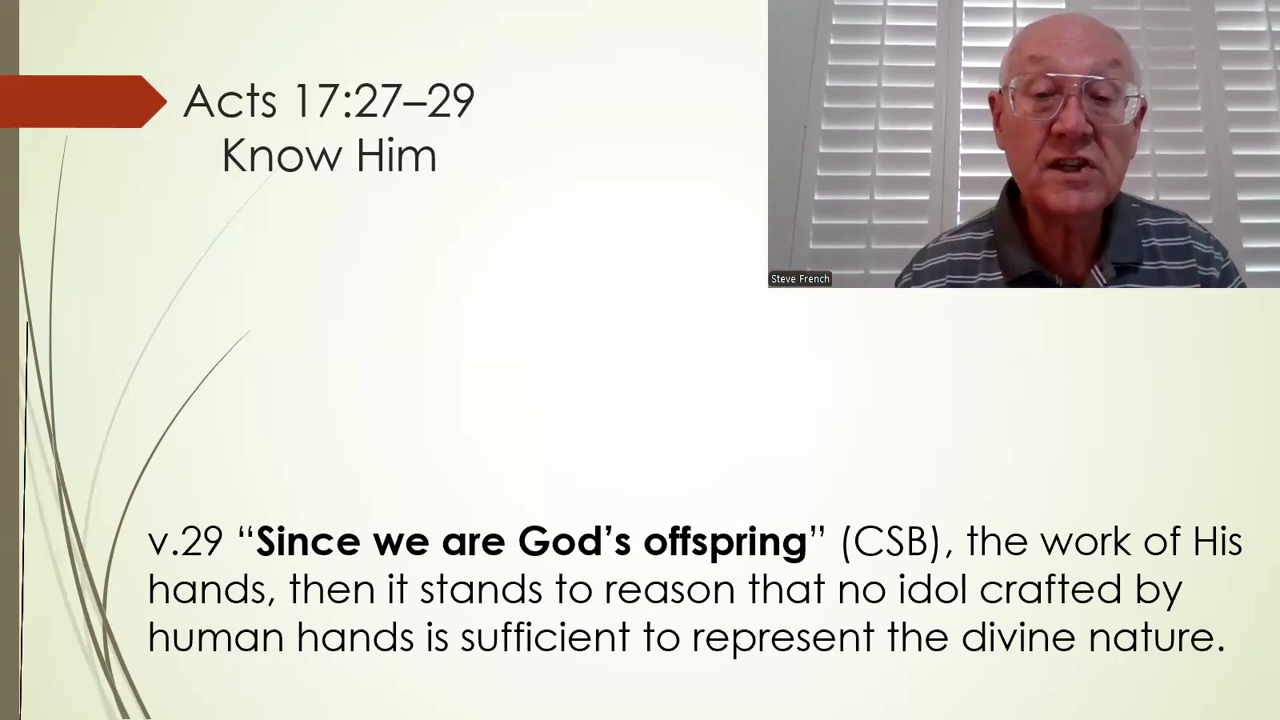 Acts 17:27–29
Know Him
Steve French
v.29 “Since we are God’s offspring” (CSB), the work of His
hands, then it stands to reason that no idol crafted by
human hands is sufficient to represent the divine nature.